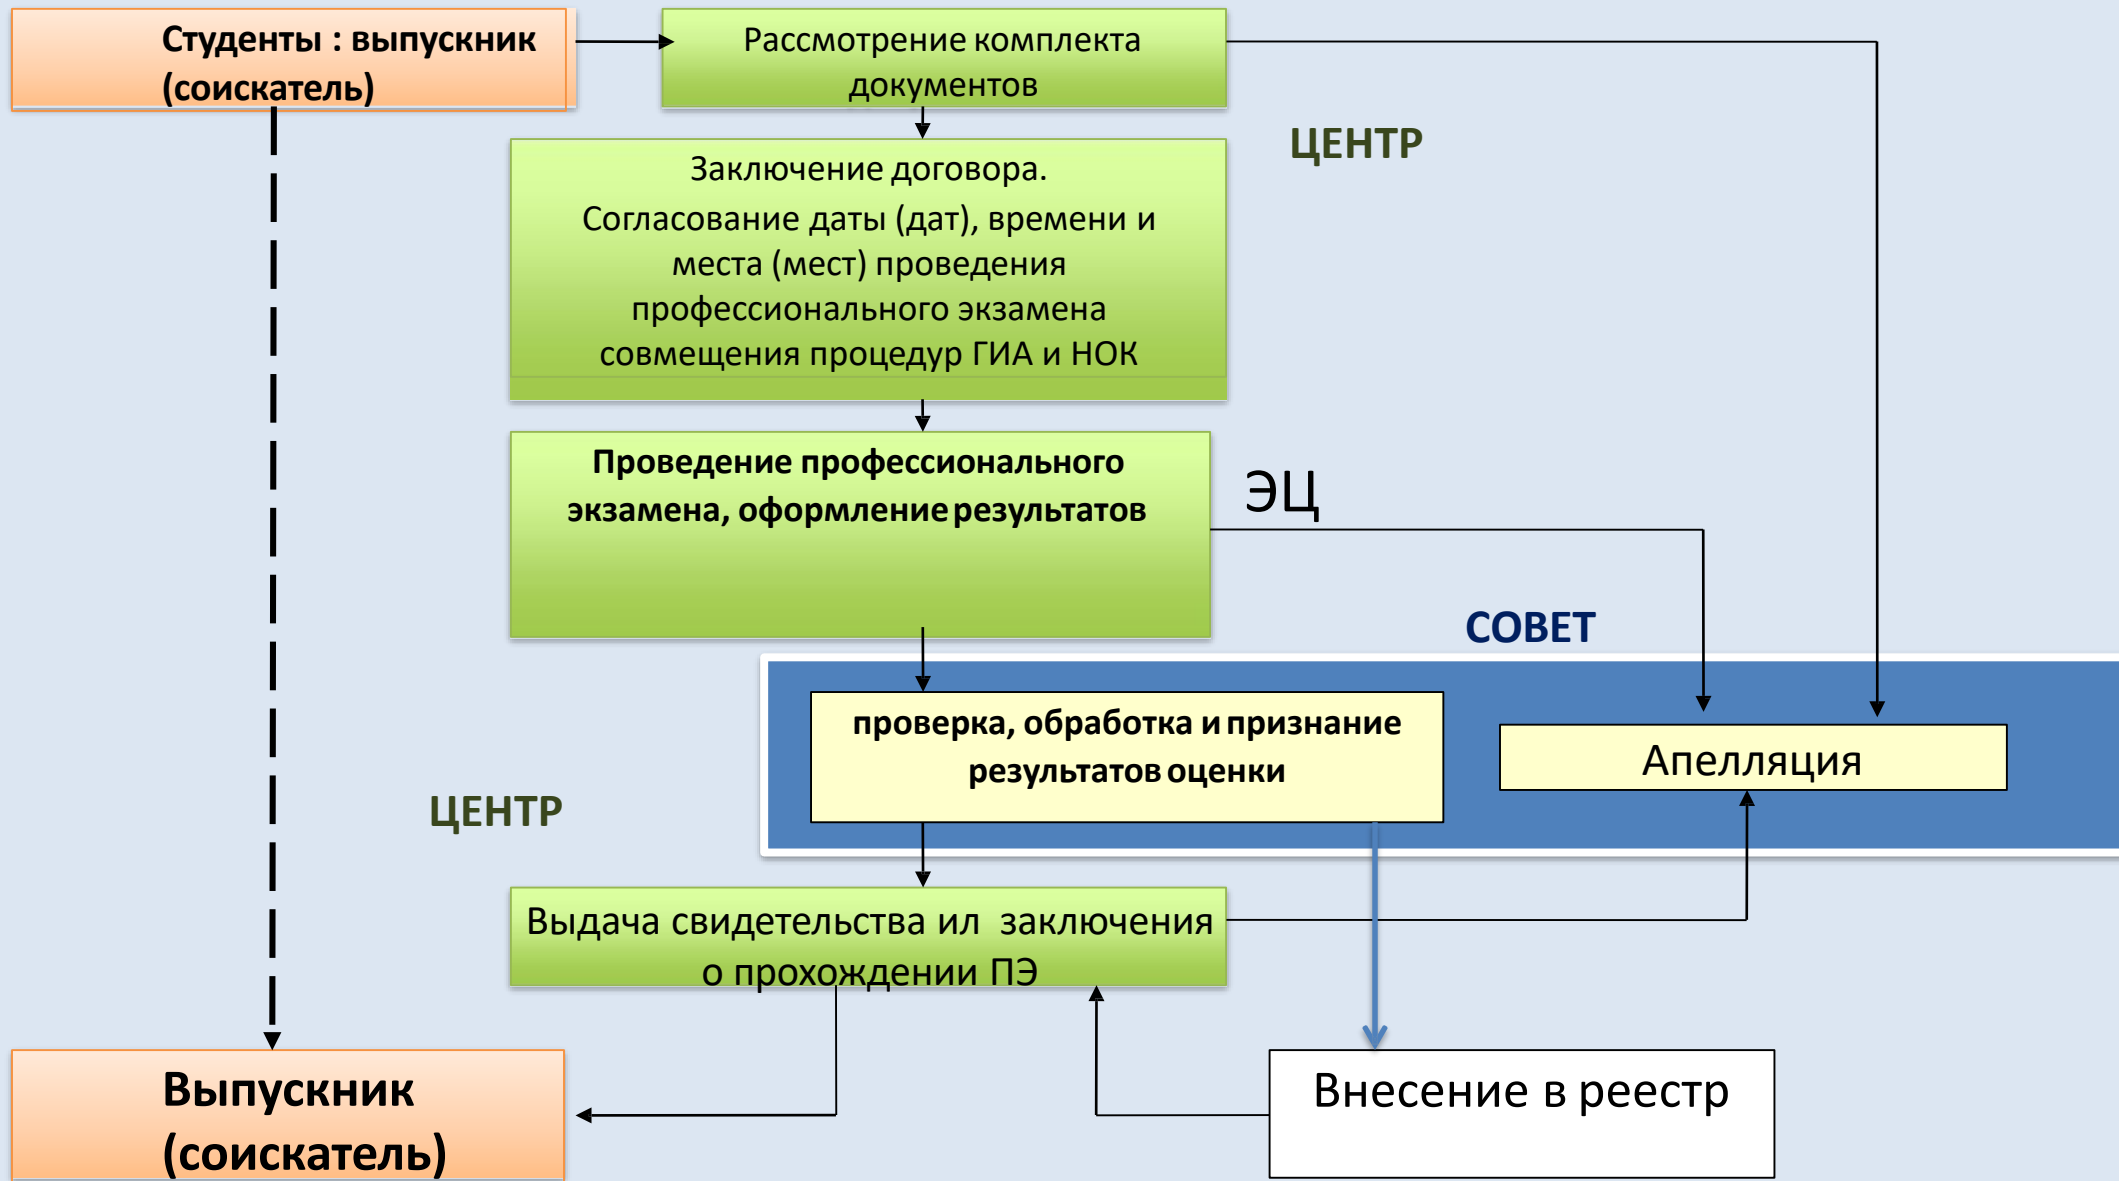 Студенты : выпускник
(соискатель)
Рассмотрение комплекта
документов
ЦЕНТР
Заключение договора.
Согласование даты (дат), времени и
места (мест) проведения
профессионального экзамена
совмещения процедур ГИА и НОК
Проведение профессионального
экзамена, оформление результатов
ЭЦ
СОВЕТ
проверка, обработка и признание
результатов оценки
Апелляция
ЦЕНТР
Выдача свидетельства ил заключения
о прохождении ПЭ
Выпускник
(соискатель)
Внесение в реестр